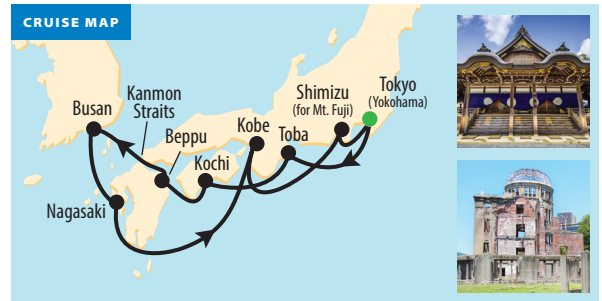 CRUISE MAP
Busan
Kanmon
Straits
Beppu
Kochi
Kobe
Toba
Shimizu
(for Mt. Fuji)
Tokyo
(Yokohama)
Nagasaki